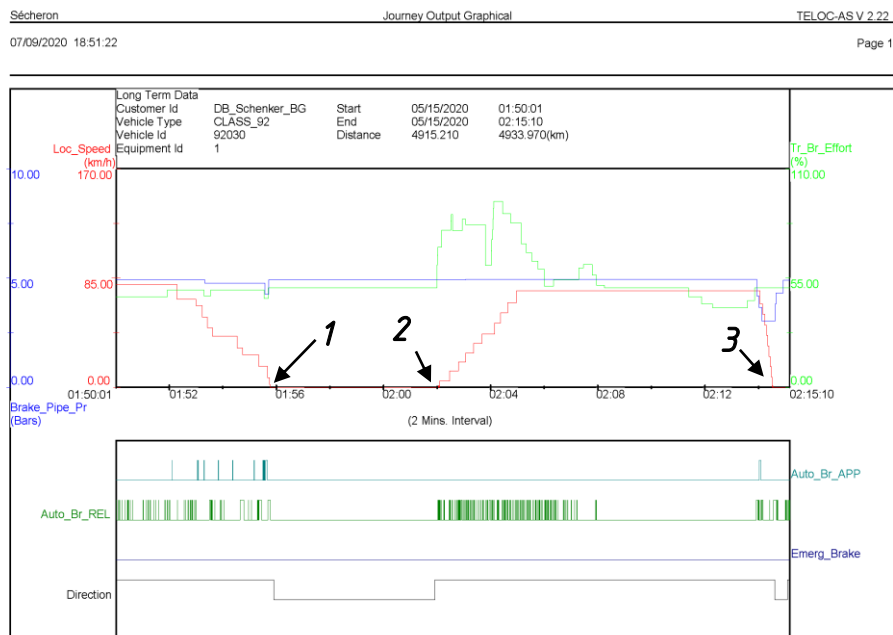 Sécheron Journey Output Graphical TELOC-AS V 2.22
07/09/2020 18:51:22 Page 1
Long Term Data
Customer Id DB_Schenker_BG Start 05/15/2020 01:50:01
Vehicle Type CLASS_92 End 05/15/2020 02:15:10
Vehicle Id 92030 Distance 4915.210 4933.970(km)
Equipment Id 1
Loc_Speed
(km/h)
Tr_Br_Effort
(%)
10.00 170.00 110.00
5.00 85.00 55.00
1 2 3
0.00 0.00 0.00
01:50:01 01:52 01:56 02:00 02:04 02:08 02:12 02:15:10
Brake_Pipe_Pr
(Bars)
(2 Mins. Interval)
Auto_Br_APP
Auto_Br_REL
Emerg_Brake
Direction